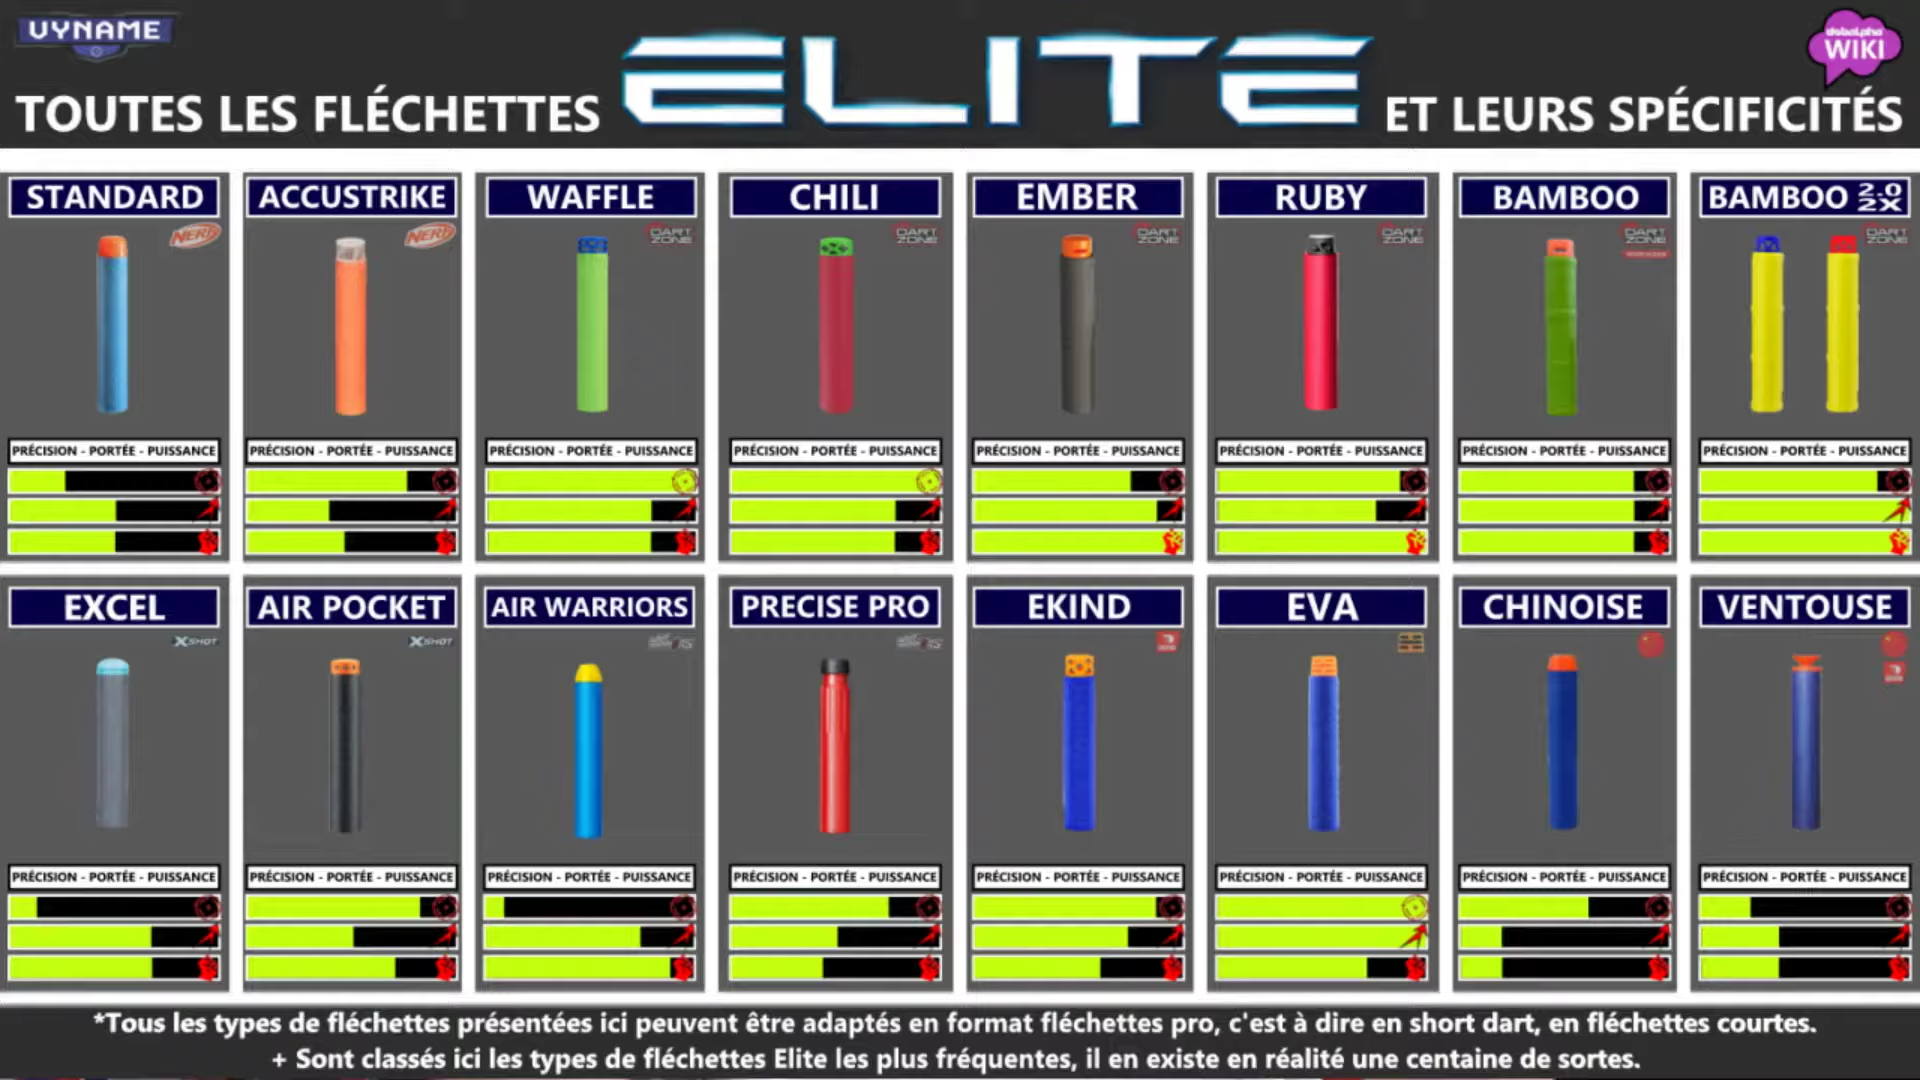 UYNAME
WIKI
TOUTES LES FLÉCHETTES ELITE ET LEURS SPÉCIFICITÉS
STANDARD
ACCUSTRIKE
WAFFLE
CHILI
EMBER
RUBY
BAMBOO
BAMBOO 2.0 2X
NERF
NERF
DART ZONE
DART ZONE
DART ZONE
DART ZONE
DART ZONE
DART ZONE
PRÉCISION - PORTÉE - PUISSANCE
PRÉCISION - PORTÉE - PUISSANCE
PRÉCISION - PORTÉE - PUISSANCE
PRÉCISION - PORTÉE - PUISSANCE
PRÉCISION - PORTÉE - PUISSANCE
PRÉCISION - PORTÉE - PUISSANCE
PRÉCISION - PORTÉE - PUISSANCE
PRÉCISION - PORTÉE - PUISSANCE
EXCEL
AIR POCKET
AIR WARRIORS
PRECISE PRO
EKIND
EVA
CHINOISE
VENTOUSE
XSHOT
XSHOT
PRÉCISION - PORTÉE - PUISSANCE
PRÉCISION - PORTÉE - PUISSANCE
PRÉCISION - PORTÉE - PUISSANCE
PRÉCISION - PORTÉE - PUISSANCE
PRÉCISION - PORTÉE - PUISSANCE
PRÉCISION - PORTÉE - PUISSANCE
PRÉCISION - PORTÉE - PUISSANCE
PRÉCISION - PORTÉE - PUISSANCE
*Tous les types de fléchettes présentées ici peuvent être adaptés en format fléchettes pro, c'est à dire en short dart, en fléchettes courtes.
+ Sont classés ici les types de fléchettes Elite les plus fréquentes, il en existe en réalité une centaine de sortes.